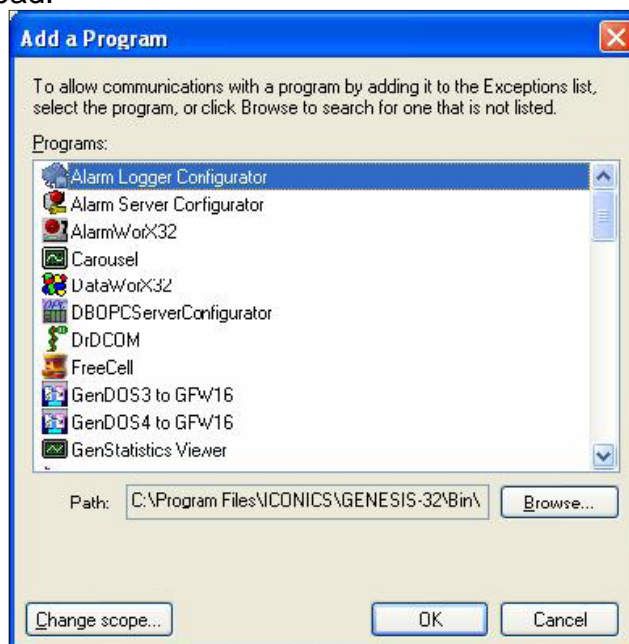 Add a Program
To allow communications with a program by adding it to the Exceptions list,
select the program, or click Browse to search for one that is not listed.
Programs:
Alarm Logger Configurator
Alarm Server Configurator
AlarmWorX32
Carousel
DataWorX32
DBOPCServerConfigurator
DrDCOM
FreeCell
GenDOS3 to GFW16
GenDOS4 to GFW16
GenStatistics Viewer
Path: C:\Program Files\ICONICS\GENESIS-32\Bin\ Browse...
Change scope... OK Cancel